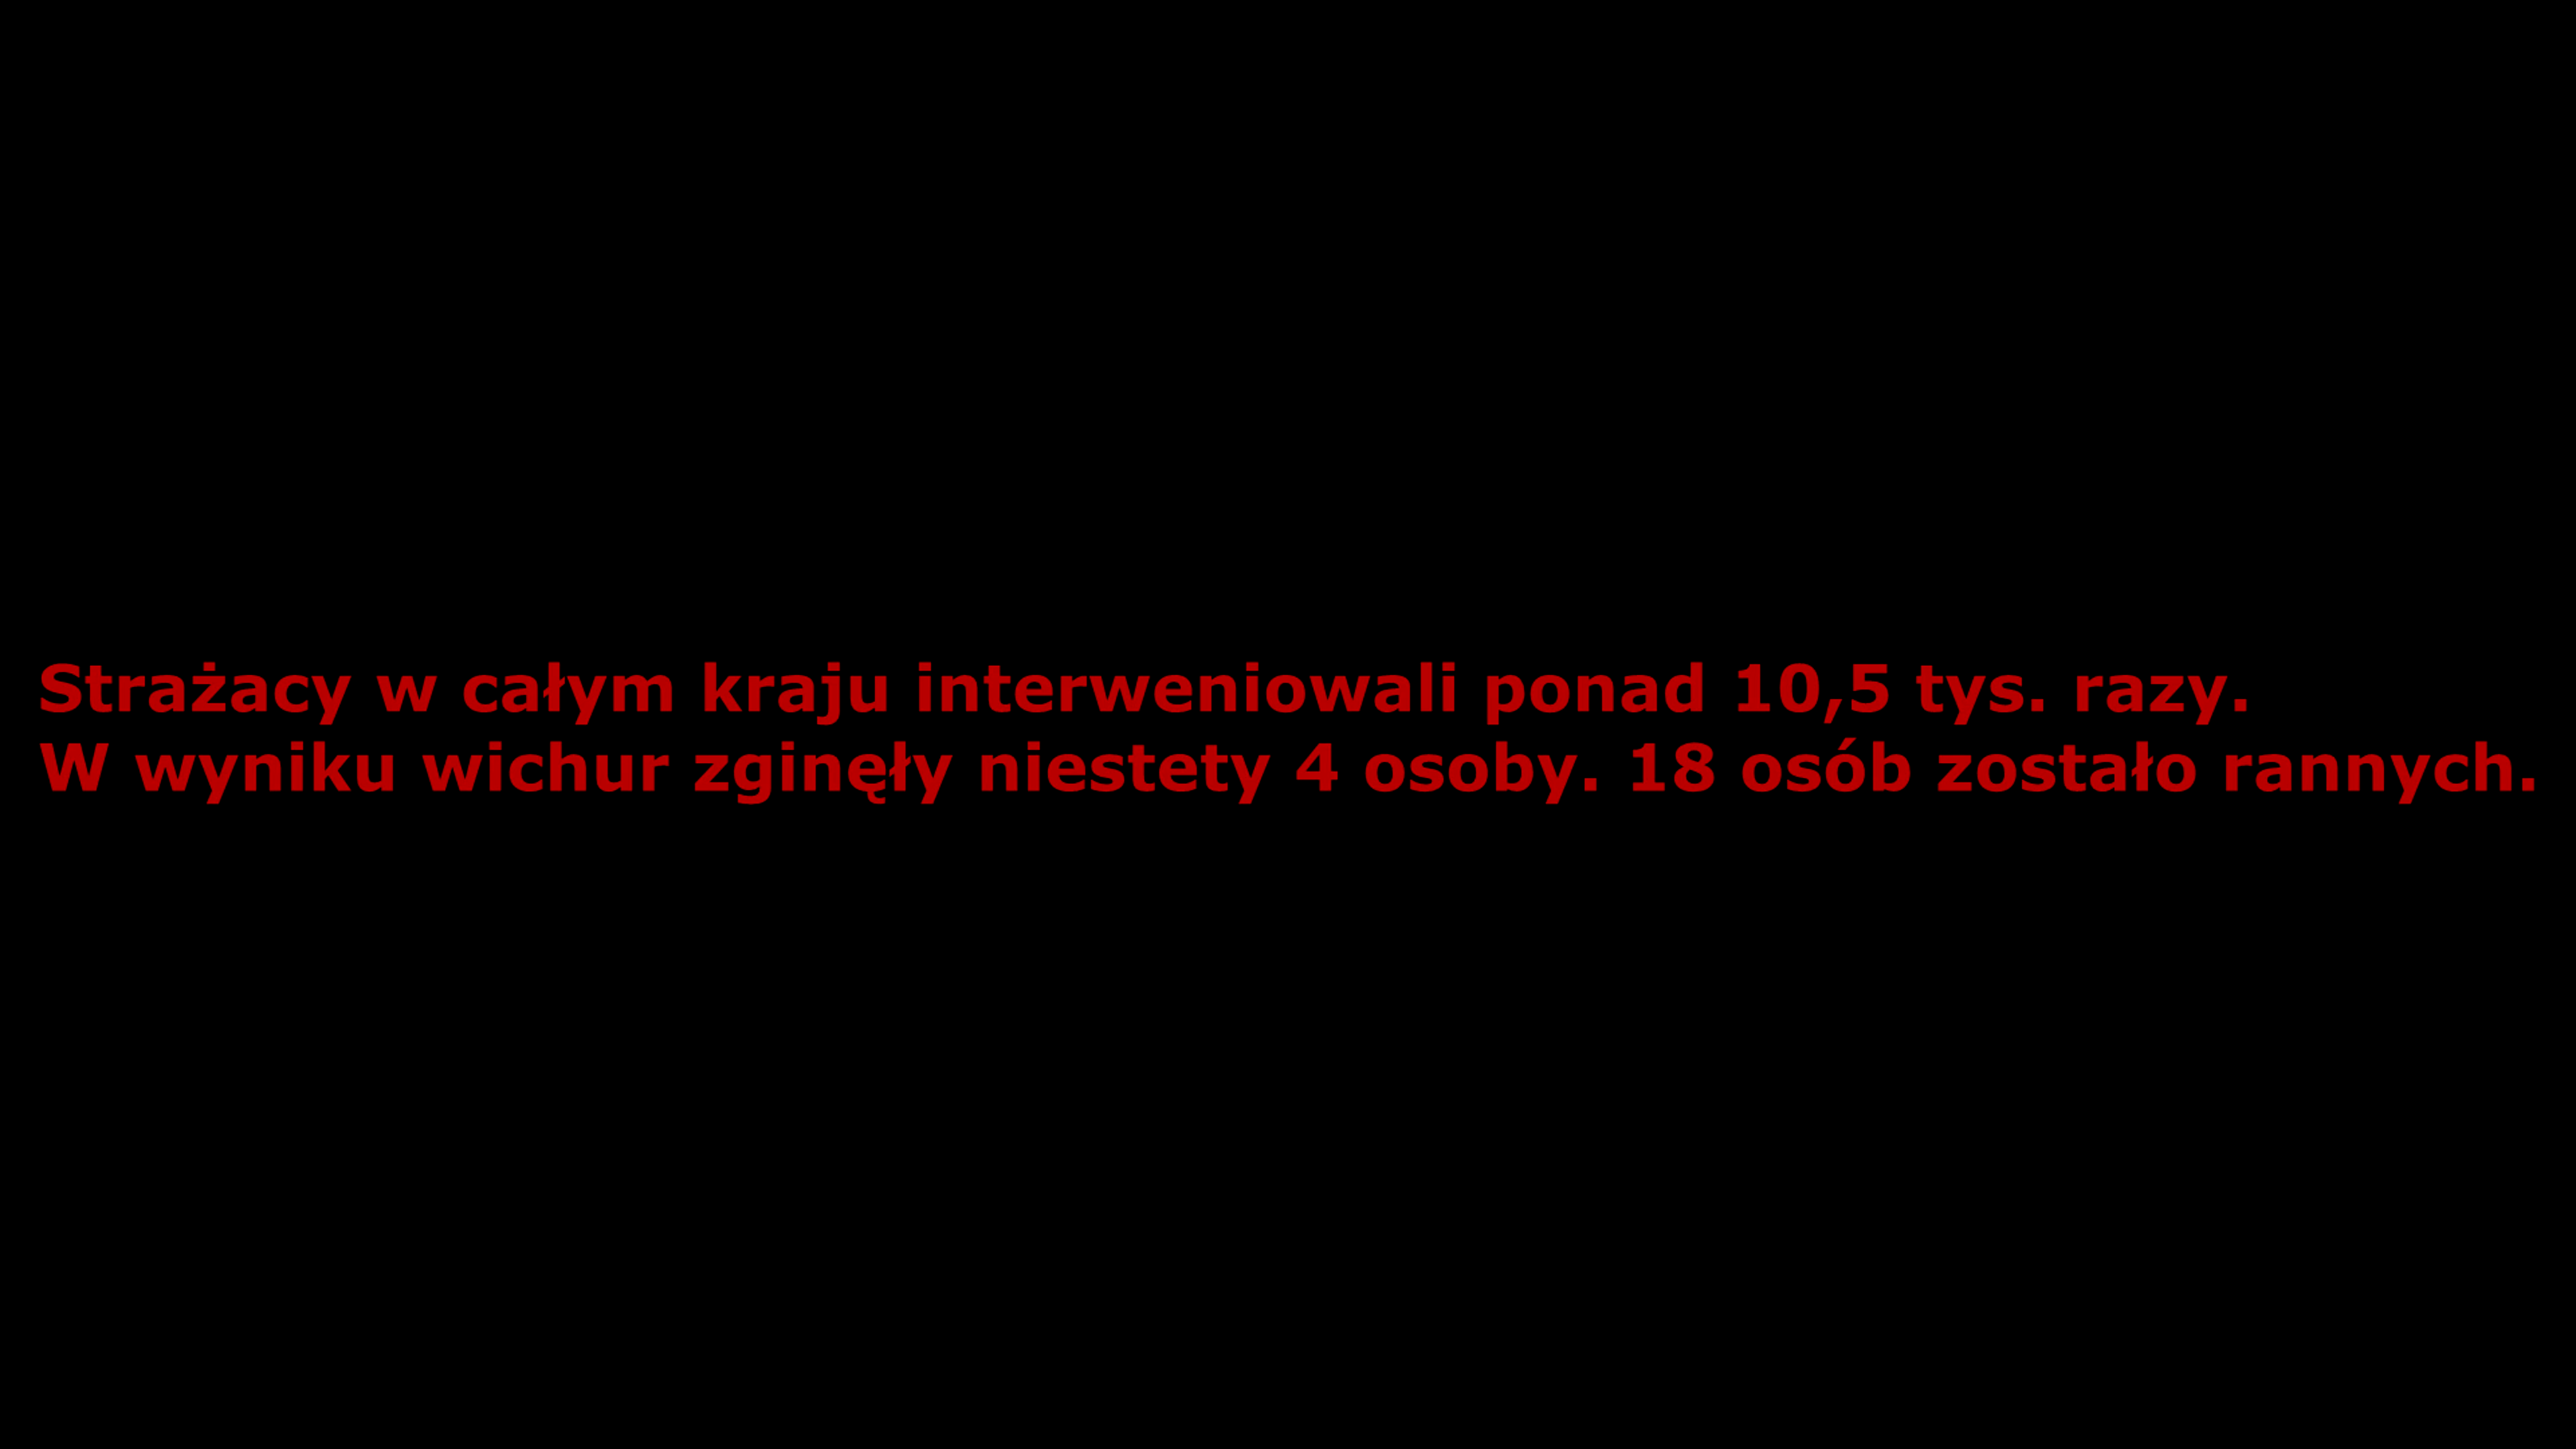 Strażacy w całym kraju interweniowali ponad 10,5 tys. razy.
W wyniku wichur zginęły niestety 4 osoby. 18 osób zostało rannych.